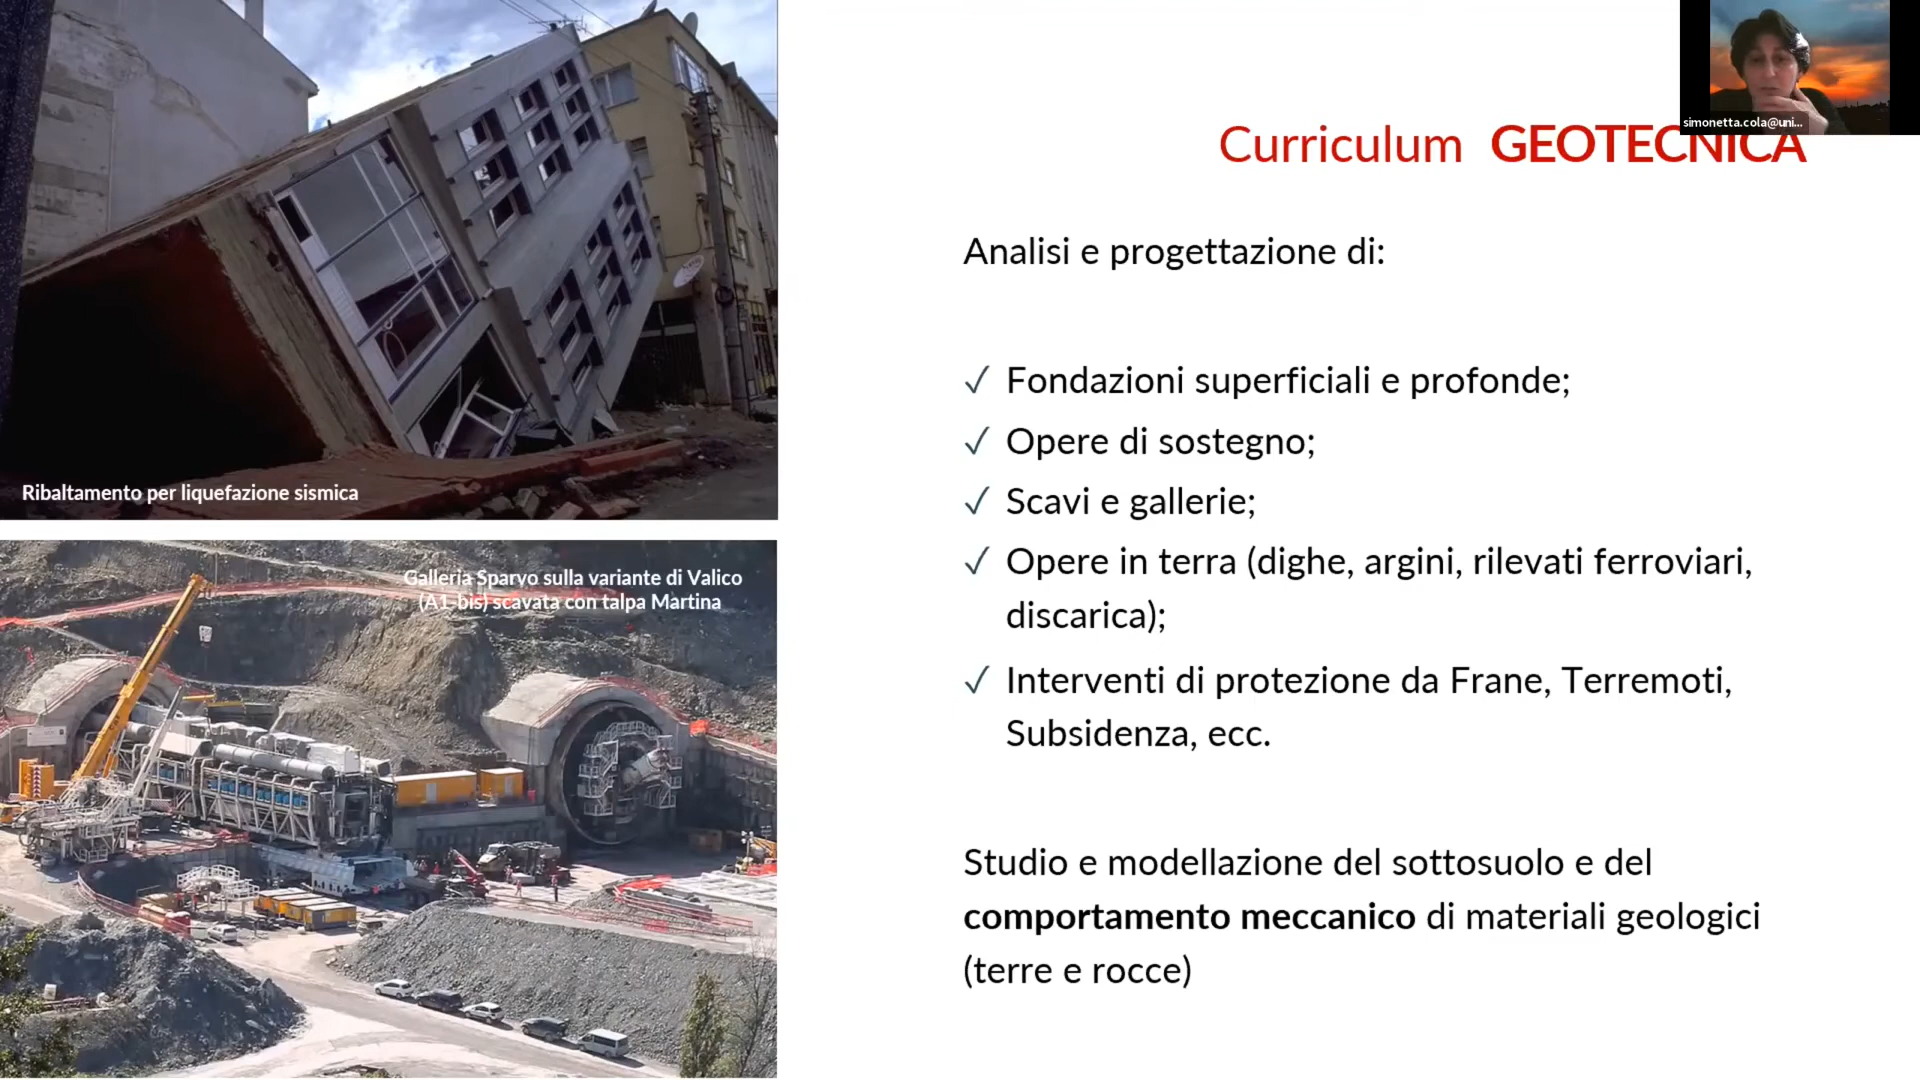 simonetta.cola@uni...
Curriculum GEOTECNICA
Analisi e progettazione di:
✓ Fondazioni superficiali e profonde;
✓ Opere di sostegno;
✓ Scavi e gallerie;
✓ Opere in terra (dighe, argini, rilevati ferroviari,
discarica);
✓ Interventi di protezione da Frane, Terremoti,
Subsidenza, ecc.
Studio e modellazione del sottosuolo e del
comportamento meccanico di materiali geologici
(terre e rocce)
Ribaltamento per liquefazione sismica
Galleria Sparvo sulla variante di Valico
(A1-bis) scavata con talpa Martina